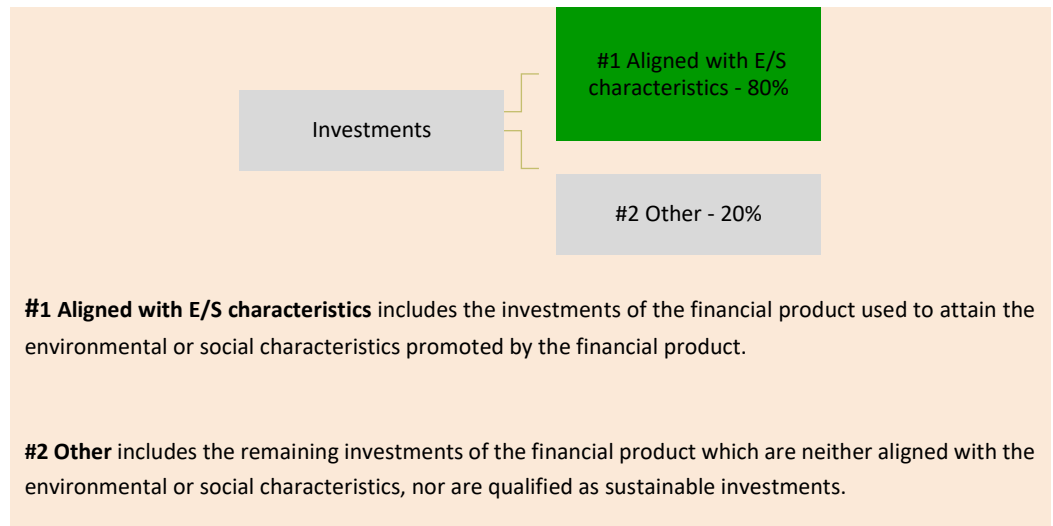 #1 Aligned with E/S
characteristics - 80%
Investments
#2 Other - 20%
#1 Aligned with E/S characteristics includes the investments of the financial product used to attain the
environmental or social characteristics promoted by the financial product.
#2 Other includes the remaining investments of the financial product which are neither aligned with the
environmental or social characteristics, nor are qualified as sustainable investments.